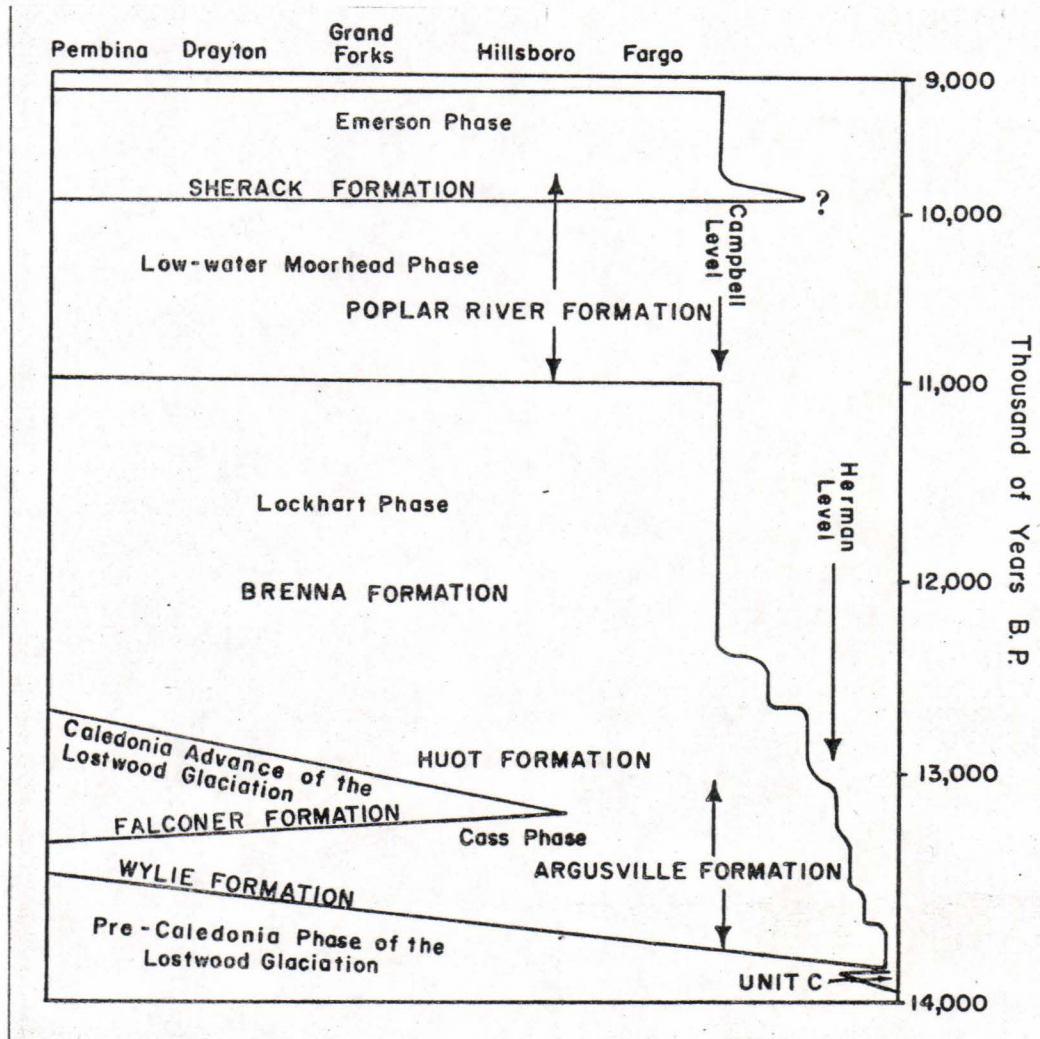 Pembina Drayton Grand Forks Hillsboro Fargo
9,000
Emerson Phase
SHERACK FORMATION
?
10,000
Campbell Level
Low-water Moorhead Phase
POPLAR RIVER FORMATION
11,000
Thousand of Years B.P.
Herman Level
Lockhart Phase
12,000
BRENNA FORMATION
Caledonia Advance of the
Lostwood Glaciation
HUOT FORMATION
13,000
FALCONER FORMATION
Cass Phase
WYLIE FORMATION
ARGUSVILLE FORMATION
Pre-Caledonia Phase of the
Lostwood Glaciation
UNIT C
14,000